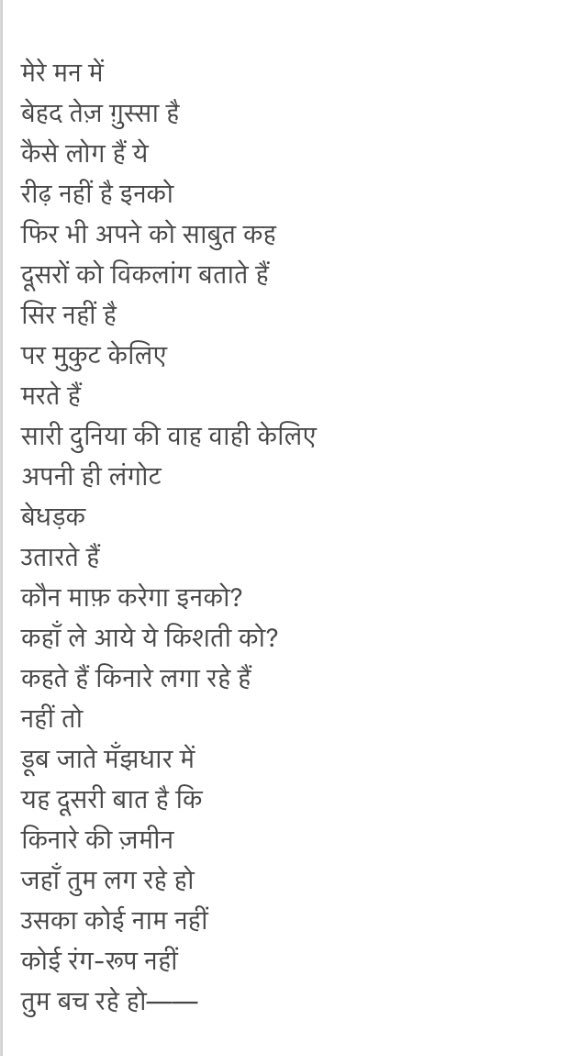 मेरे मन में
बेहद तेज़ ग़ुस्सा है
कैसे लोग हैं ये
रीढ़ नहीं है इनको
फिर भी अपने को साबुत कह
दूसरों को विकलांग बताते हैं
सिर नहीं है
पर मुकुट केलिए
मरते हैं
सारी दुनिया की वाह वाही केलिए
अपनी ही लंगोट
बेधड़क
उतारते हैं
कौन माफ़ करेगा इनको?
कहाँ ले आये ये किशती को?
कहते हैं किनारे लगा रहे हैं
नहीं तो
डूब जाते मँझधार में
यह दूसरी बात है कि
किनारे की ज़मीन
जहाँ तुम लग रहे हो
उसका कोई नाम नहीं
कोई रंग-रूप नहीं
तुम बच रहे हो——